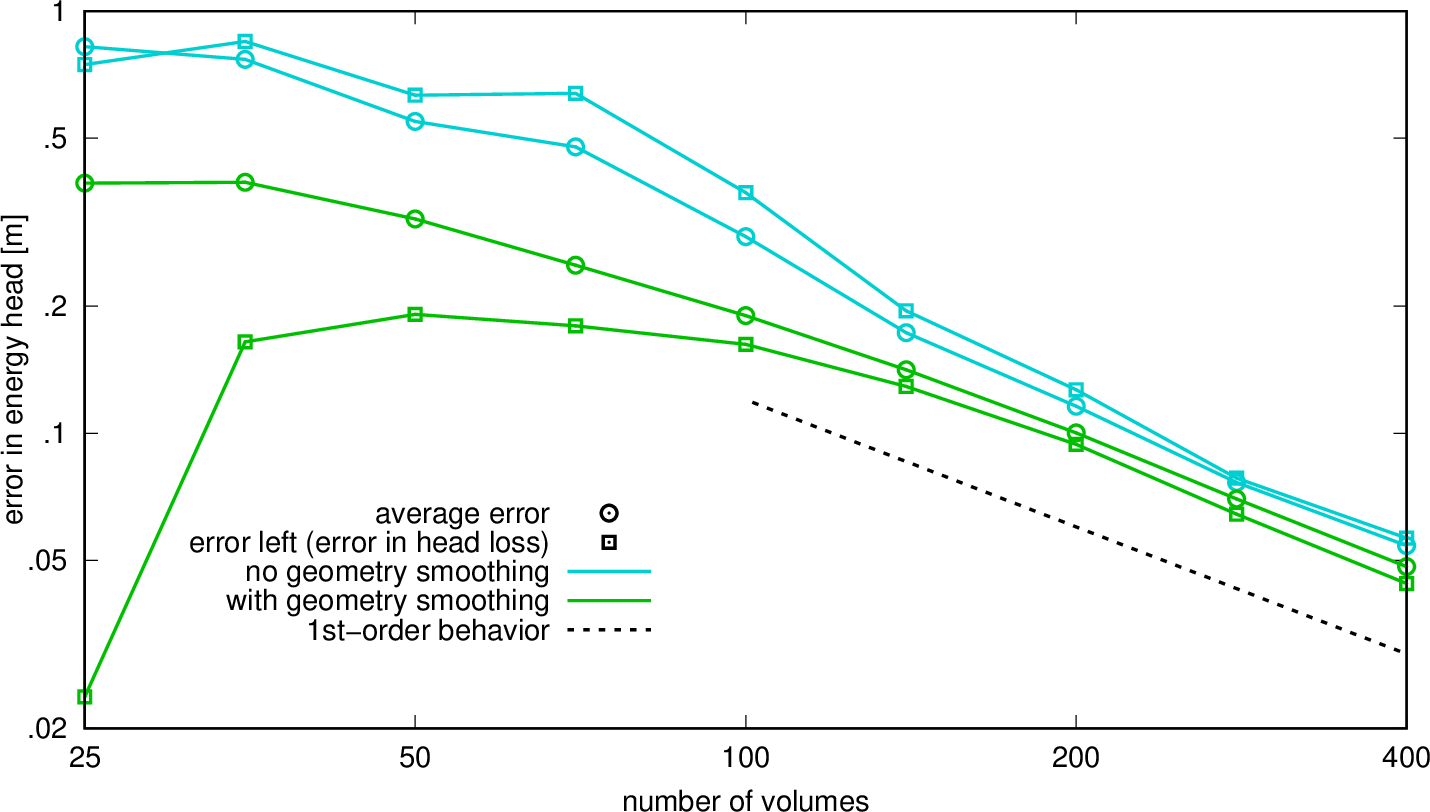 1
.5
.2
.1
.05
.02
error in energy head [m]
average error
error left (error in head loss)
no geometry smoothing
with geometry smoothing
1st−order behavior
25 50 100 200 400
number of volumes